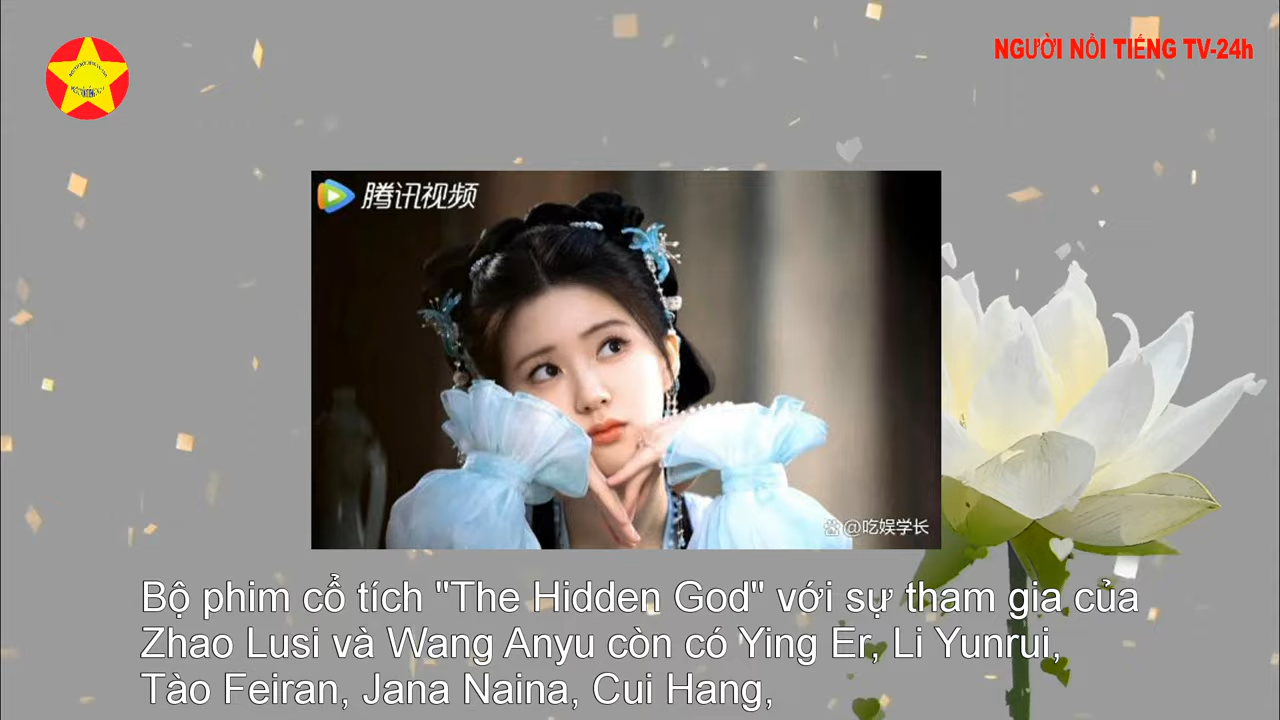 NGƯỜI NỒI TIẾNG TV-24h
腾讯视频
@吃娱学长
Bộ phim cổ tích "The Hidden God" với sự tham gia của
Zhao Lusi và Wang Anyu còn có Ying Er, Li Yunrui,
Tào Feiran, Jana Naina, Cui Hang,